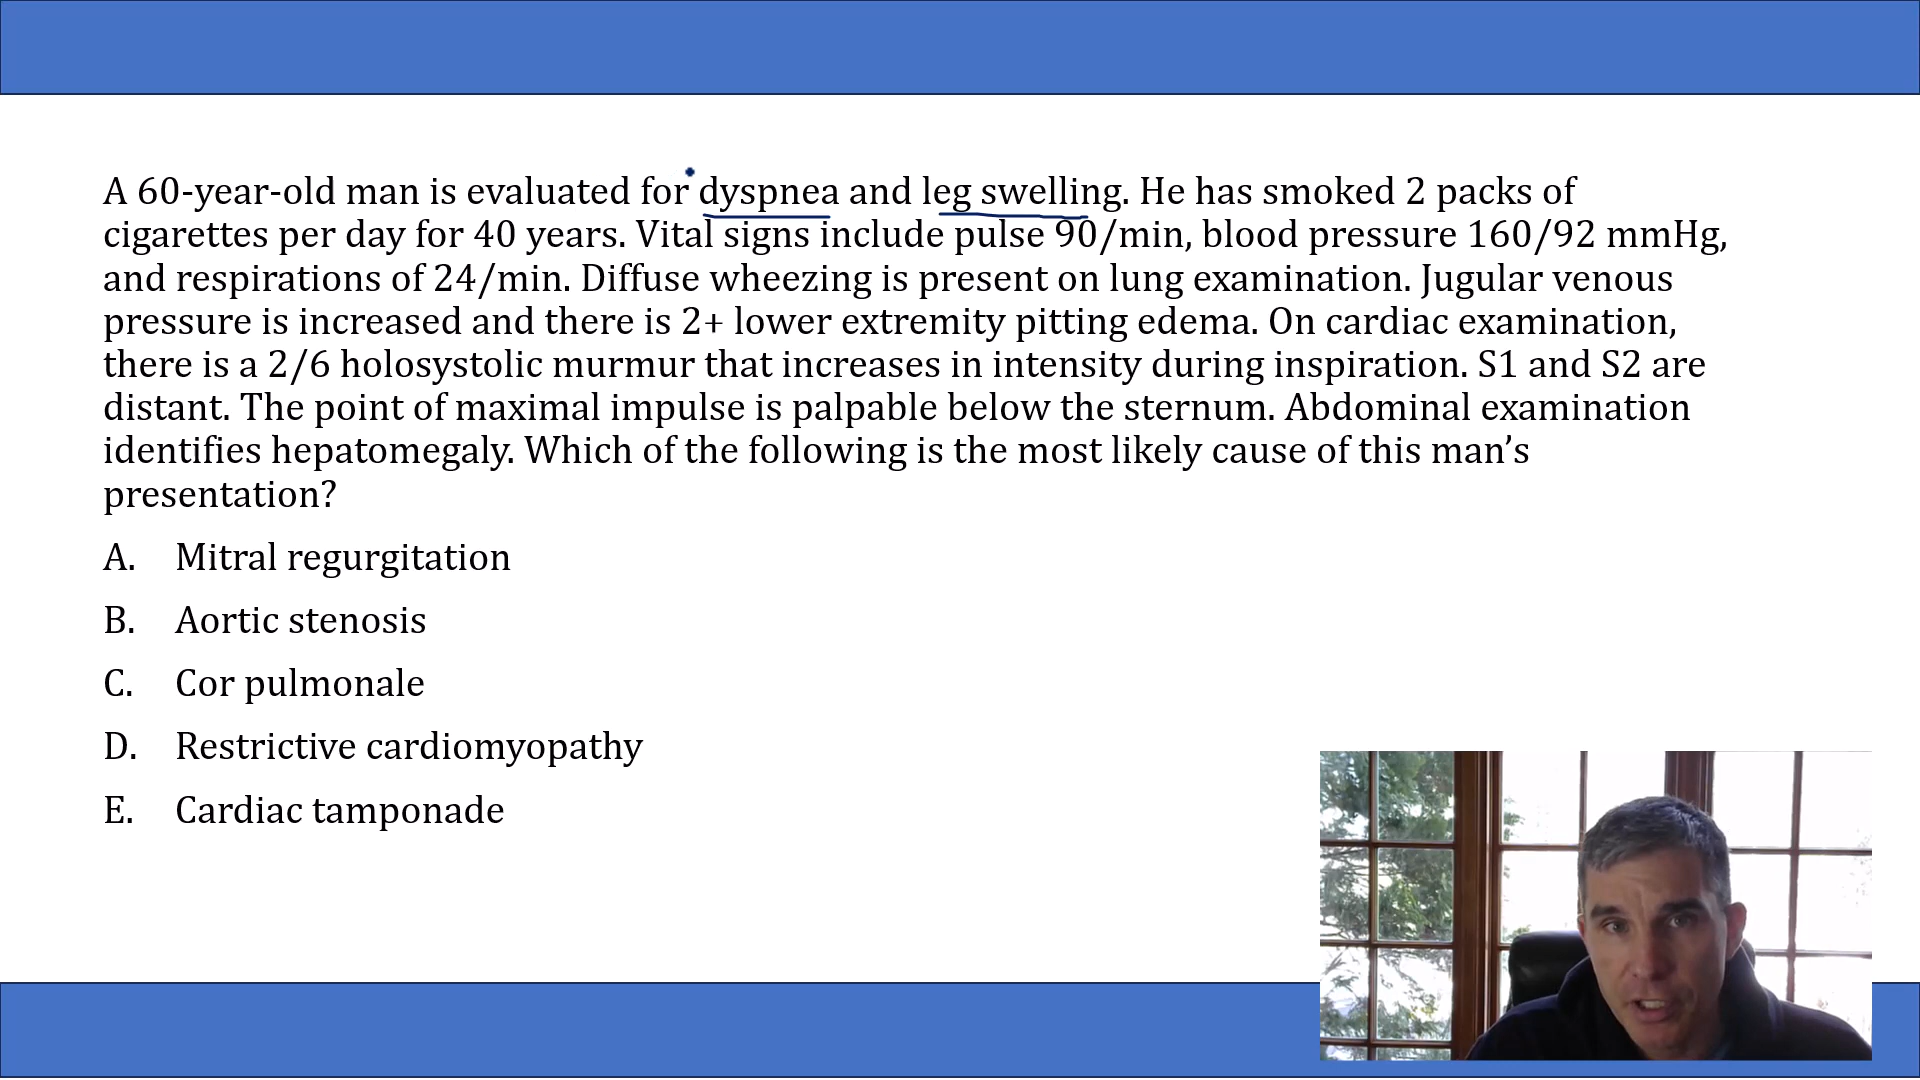 A 60-year-old man is evaluated for dyspnea and leg swelling. He has smoked 2 packs of
cigarettes per day for 40 years. Vital signs include pulse 90/min, blood pressure 160/92 mmHg,
and respirations of 24/min. Diffuse wheezing is present on lung examination. Jugular venous
pressure is increased and there is 2+ lower extremity pitting edema. On cardiac examination,
there is a 2/6 holosystolic murmur that increases in intensity during inspiration. S1 and S2 are
distant. The point of maximal impulse is palpable below the sternum. Abdominal examination
identifies hepatomegaly. Which of the following is the most likely cause of this man’s
presentation?
A. Mitral regurgitation
B. Aortic stenosis
C. Cor pulmonale
D. Restrictive cardiomyopathy
E. Cardiac tamponade